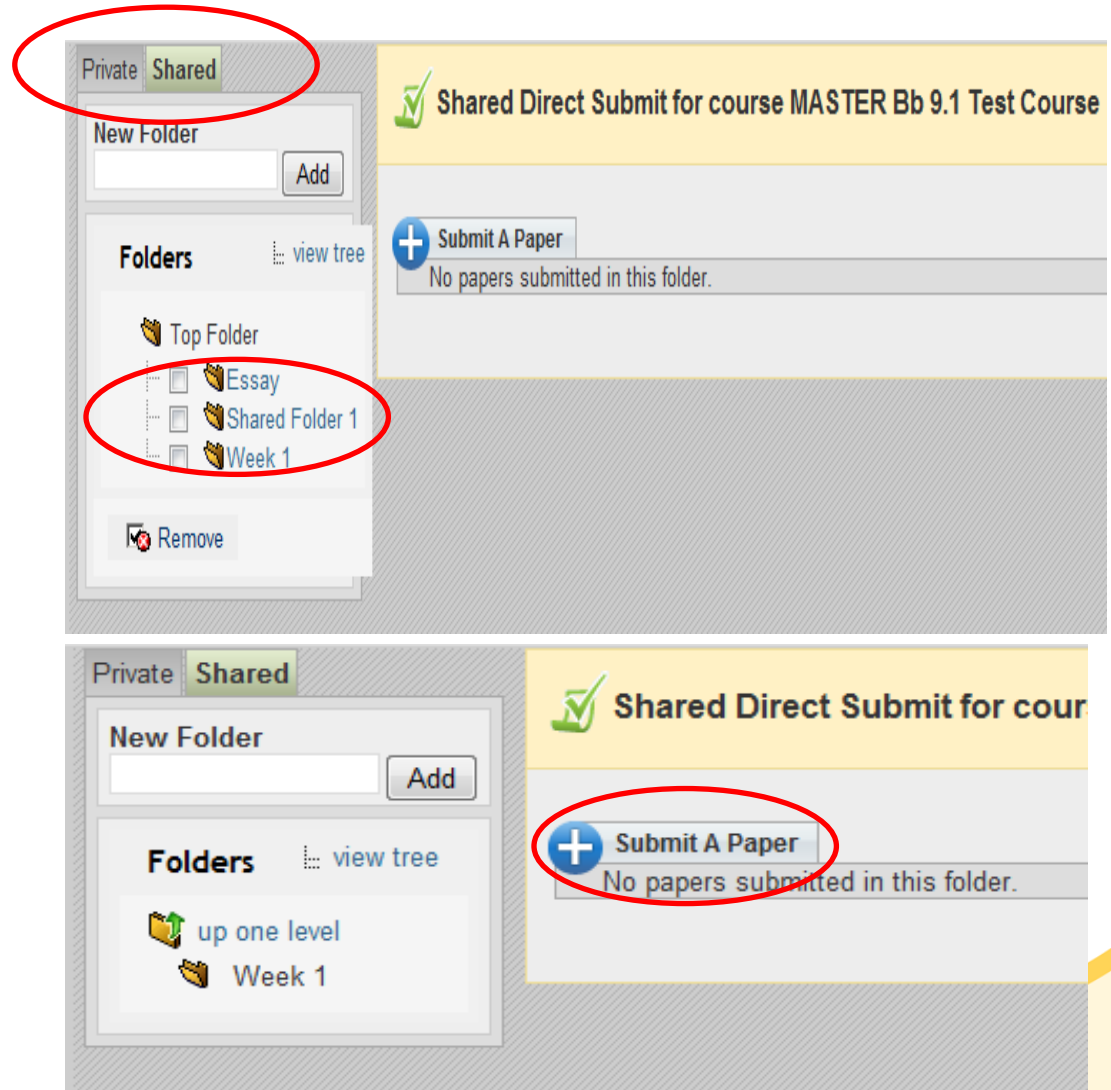 Private Shared
New Folder
Add
Folders view tree
Top Folder
Essay
Shared Folder 1
Week 1
Remove
Shared Direct Submit for course MASTER Bb 9.1 Test Course
Submit A Paper
No papers submitted in this folder.
Private Shared
New Folder
Add
Folders view tree
up one level
Week 1
Shared Direct Submit for cour
Submit A Paper
No papers submitted in this folder.